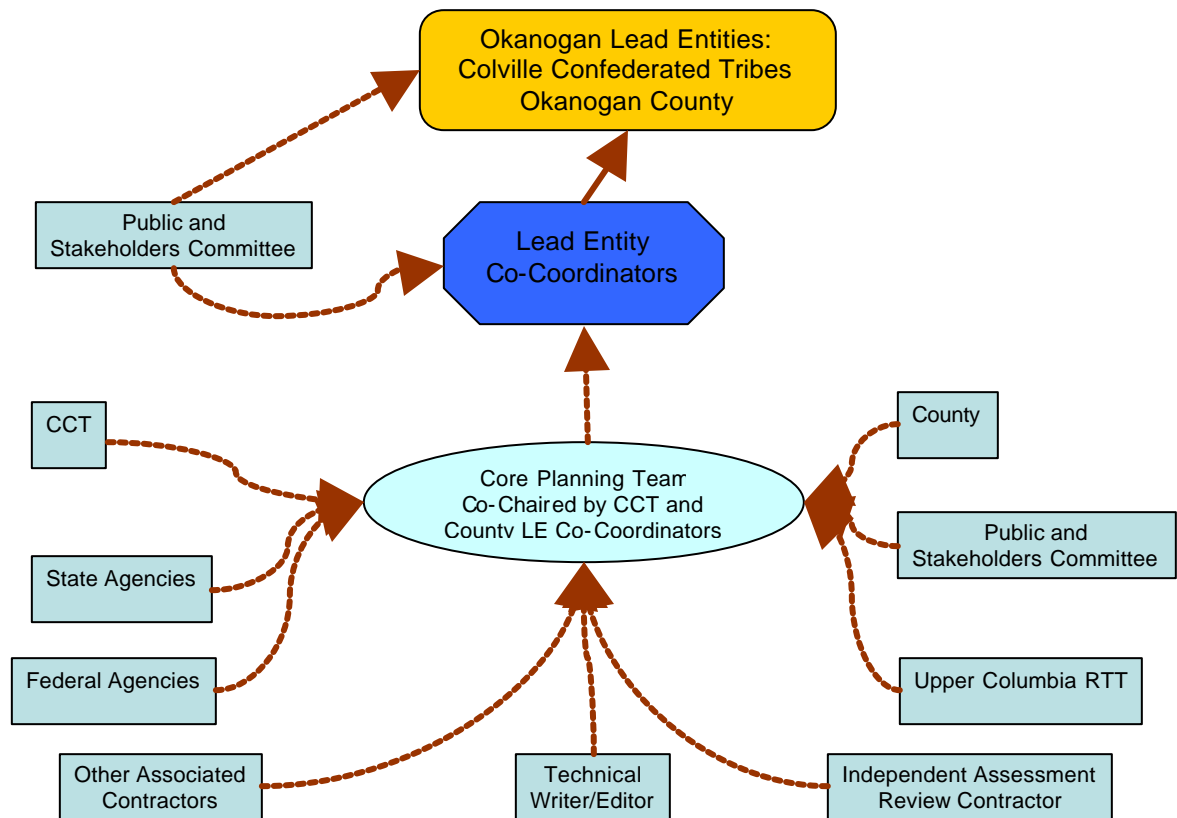 Okanogan Lead Entities:
Colville Confederated Tribes
Okanogan County
Public and
Stakeholders Committee
Lead Entity
Co-Coordinators
CCT
County
Core Planning Team
Co-Chaired by CCT and
County LE Co-Coordinators
Public and
Stakeholders Committee
State Agencies
Federal Agencies
Upper Columbia RTT
Other Associated
Contractors
Technical
Writer/Editor
Independent Assessment
Review Contractor